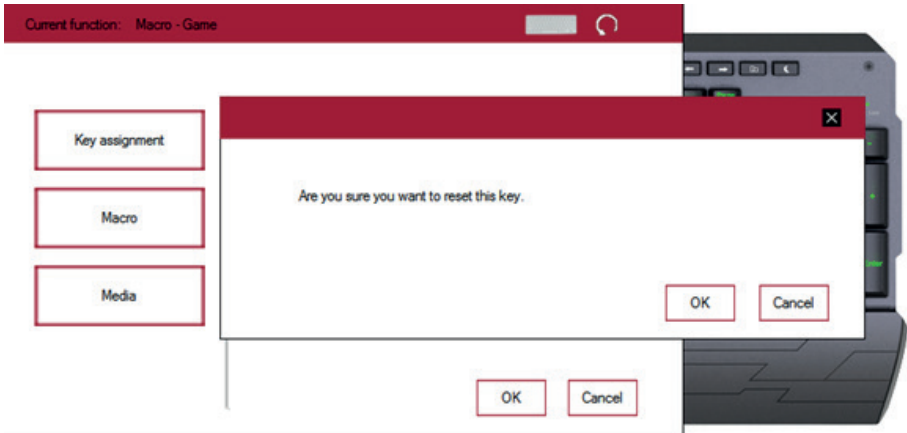 Current function: Macro - Game
Key assignment
Macro
Media
Are you sure you want to reset this key.
OK Cancel
OK Cancel